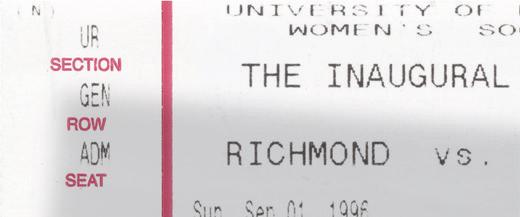 (N)
UR
SECTION
GEN
ROW
ADM
SEAT
UNIVERSITY OF
WOMEN'S SO
THE INAUGURAL
RICHMOND vs.
Sun Sep 01, 1996